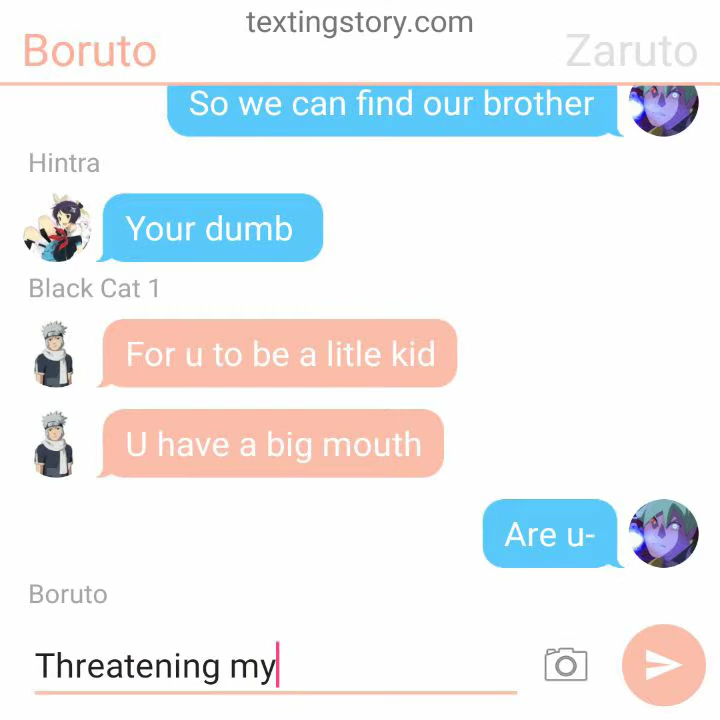 textingstory.com
Boruto
Zaruto
So we can find our brother
Hintra
Your dumb
Black Cat 1
For u to be a litle kid
U have a big mouth
Are u-
Boruto
Threatening my